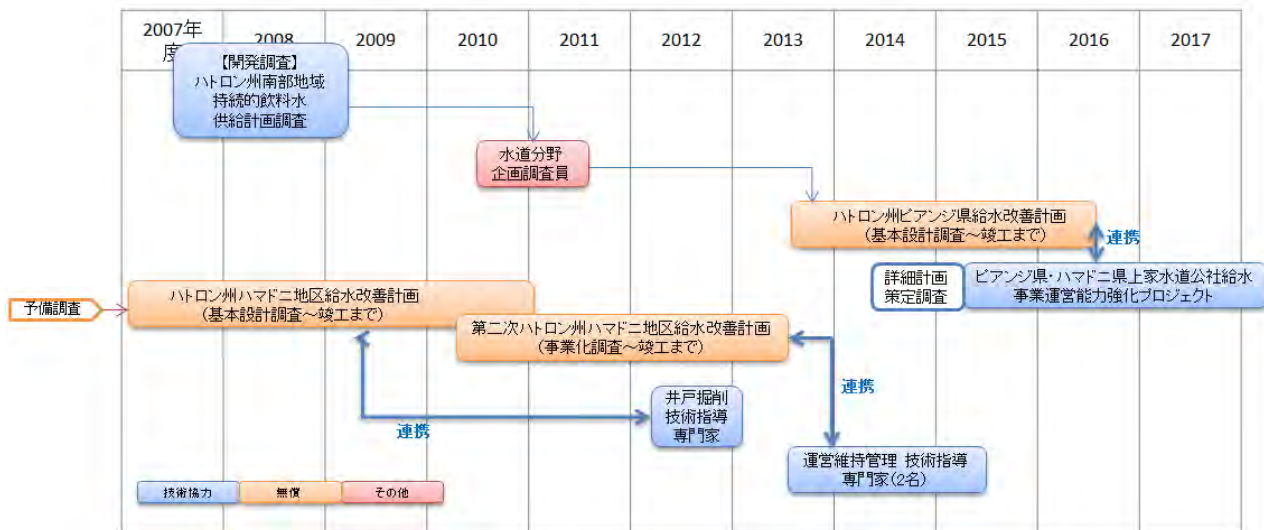 2007年度
2008
2009
2010
2011
2012
2013
2014
2015
2016
2017
【開発調査】
ハトロン州南部地域
持続的飲料水
供給計画調査
水道分野
企画調査員
ハトロン州ピアンジ県給水改善計画
(基本設計調査～竣工まで)
連携
詳細計画
策定調査
ピアンジ県・ハマドニ県上家水道公社給水
事業運営能力強化プロジェクト
予備調査
ハトロン州ハマドニ地区給水改善計画
(基本設計調査～竣工まで)
第二次ハトロン州ハマドニ地区給水改善計画
(事業化調査～竣工まで)
連携
井戸掘削
技術指導
専門家
連携
運営維持管理 技術指導
専門家(2名)
技術協力
無償
その他